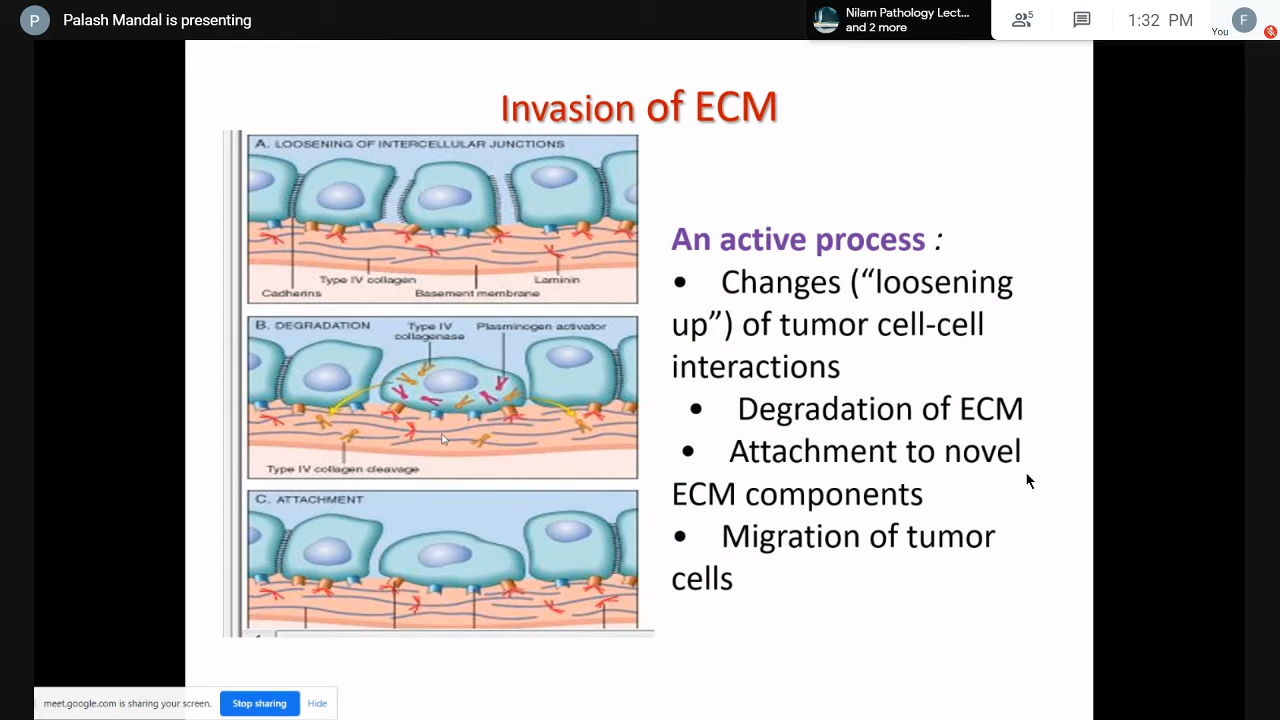 P Palash Mandal is presenting
Nilam Pathology Lect...
and 2 more
5
1:32 PM
You
F
Invasion of ECM
A. LOOSENING OF INTERCELLULAR JUNCTIONS
Type IV collagen
Laminin
Cadherins
Basement membrane
B. DEGRADATION
Type IV
collagenase
Plasminogen activator
Type IV collagen cleavage
C. ATTACHMENT
An active process :
• Changes (“loosening
up”) of tumor cell-cell
interactions
• Degradation of ECM
• Attachment to novel
ECM components
• Migration of tumor
cells
meet.google.com is sharing your screen.
Stop sharing
Hide